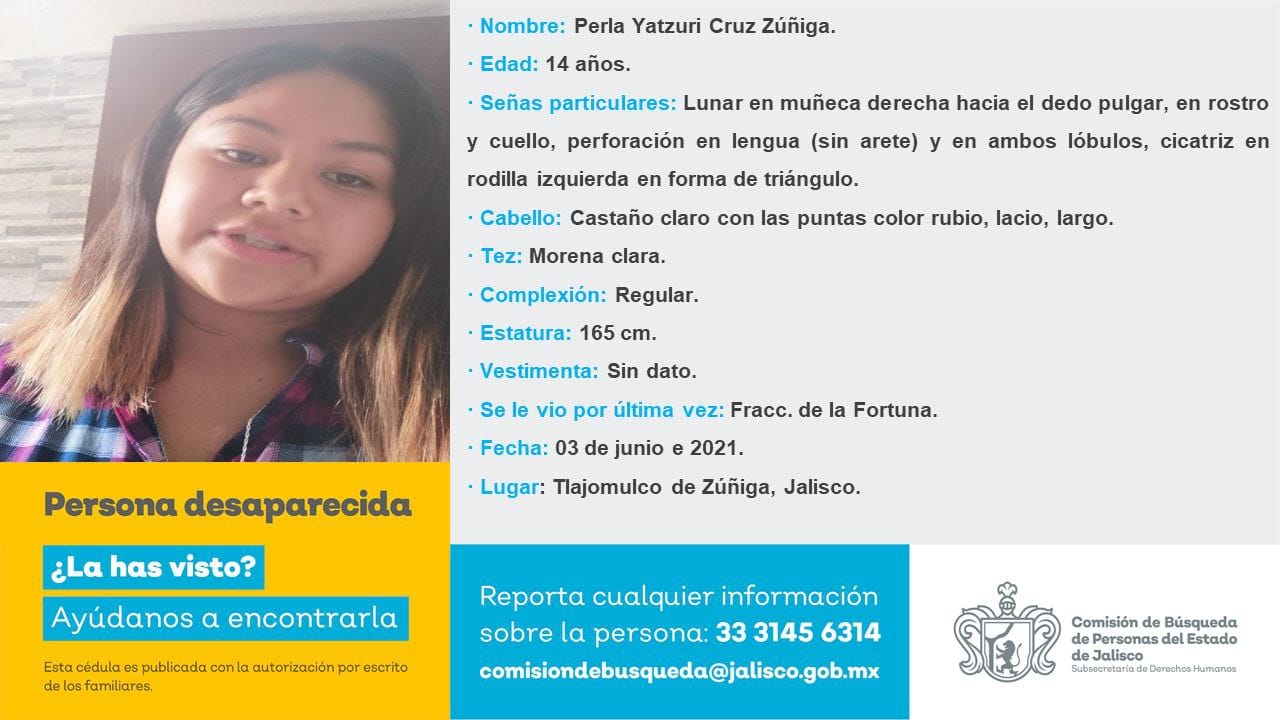 · Nombre: Perla Yatzuri Cruz Zúñiga.
· Edad: 14 años.
· Señas particulares: Lunar en muñeca derecha hacia el dedo pulgar, en rostro
y cuello, perforación en lengua (sin arete) y en ambos lóbulos, cicatriz en
rodilla izquierda en forma de triángulo.
· Cabello: Castaño claro con las puntas color rubio, lacio, largo.
· Tez: Morena clara.
· Complexión: Regular.
· Estatura: 165 cm.
· Vestimenta: Sin dato.
· Se le vio por última vez: Fracc. de la Fortuna.
· Fecha: 03 de junio e 2021.
· Lugar: Tlajomulco de Zúñiga, Jalisco.
Persona desaparecida
¿La has visto?
Ayúdanos a encontrarla
Esta cédula es publicada con la autorización por escrito
de los familiares.
Reporta cualquier información
sobre la persona: 33 3145 6314
comisiondebusqueda@jalisco.gob.mx
Comisión de Búsqueda
de Personas del Estado
de Jalisco
Subsecretaría de Derechos Humanos